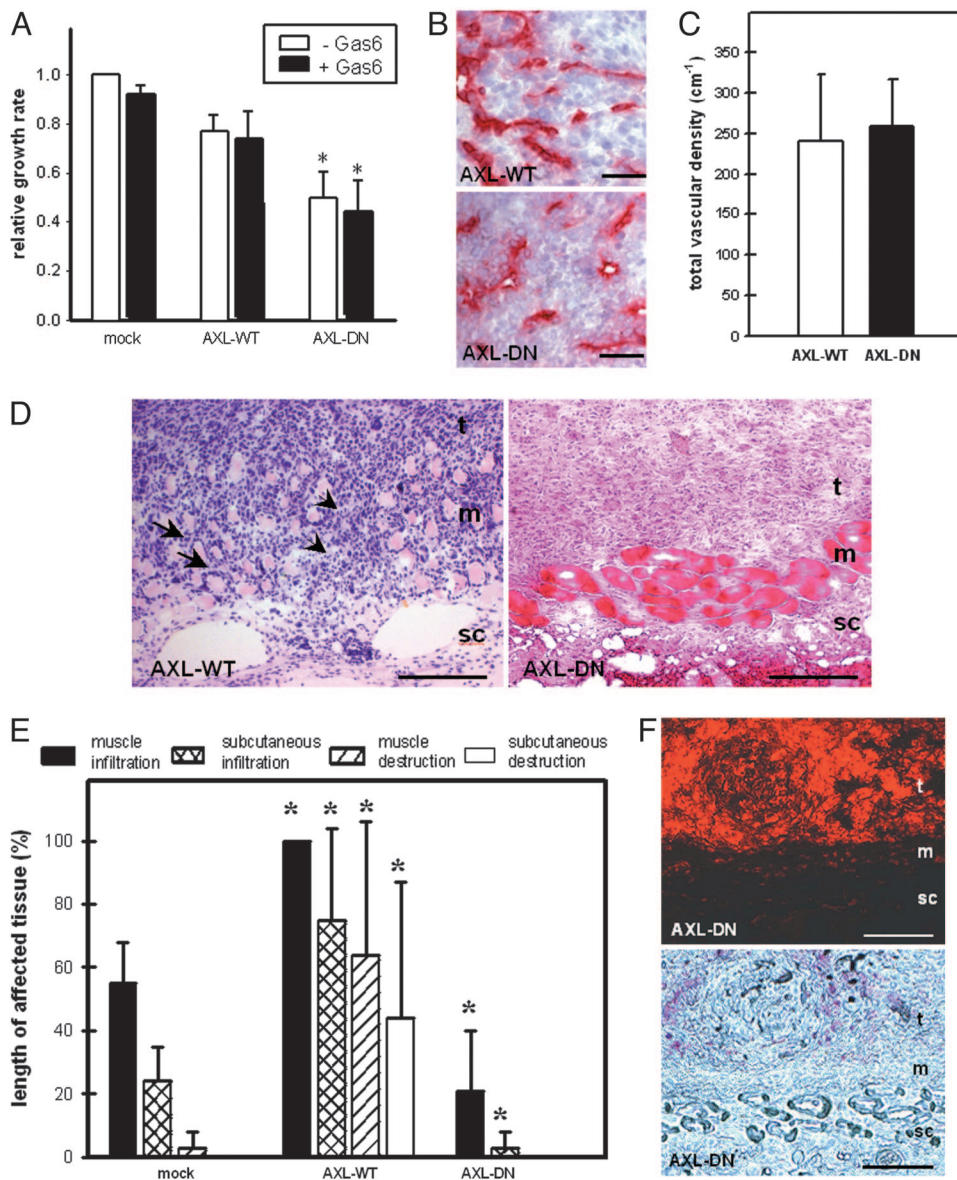 A
- Gas6
+ Gas6
relative growth rate
1.0
0.8
0.6
0.4
0.2
0.0
* *
mock AXL-WT AXL-DN
B
AXL-WT
AXL-DN
C
total vascular density (cm-1)
350
300
250
200
250
100
50
0
AXL-WT AXL-DN
D
t
m
sc
AXL-WT
t
m
sc
AXL-DN
E
muscle infiltration
subcutaneous infiltration
muscle destruction
subcutaneous destruction
length of affected tissue (%)
100
80
60
40
20
0
* * * *
* *
mock AXL-WT AXL-DN
F
t
m
sc
AXL-DN
t
m
sc
AXL-DN